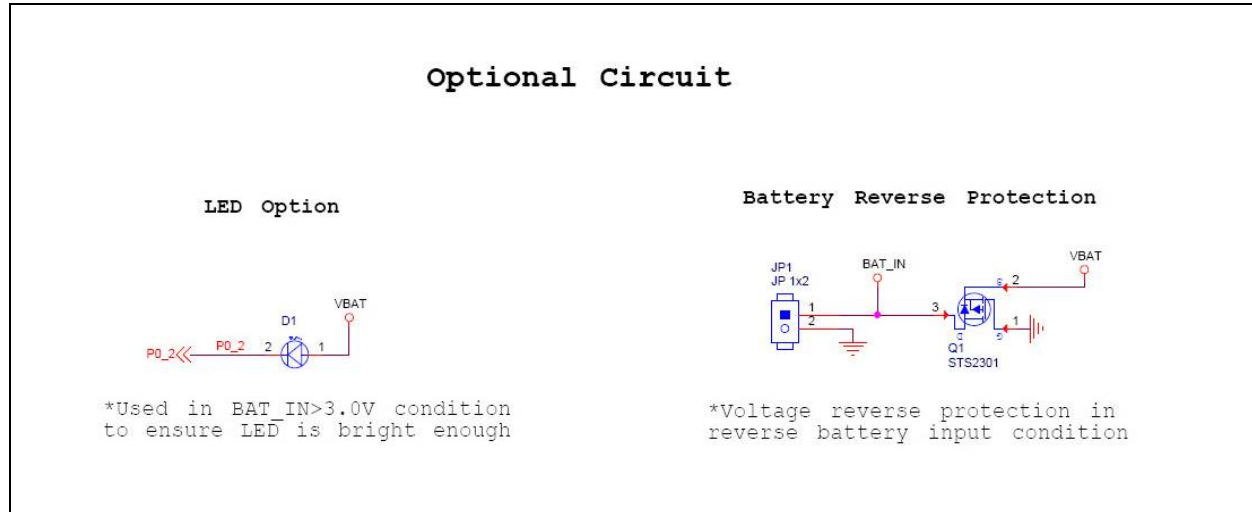 Optional Circuit
LED Option
VBAT
D1
P0_2
P0_2
2
1
*Used in BAT_IN>3.0V condition
to ensure LED is bright enough
Battery Reverse Protection
JP1
JP 1x2
BAT_IN
VBAT
1
2
3
S
2
D
G
1
Q1
STS2301
*Voltage reverse protection in
reverse battery input condition